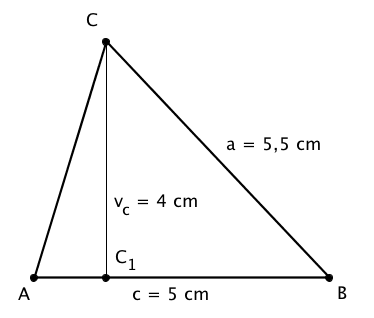 C
a = 5,5 cm
v_c = 4 cm
C_1
A
c = 5 cm
B